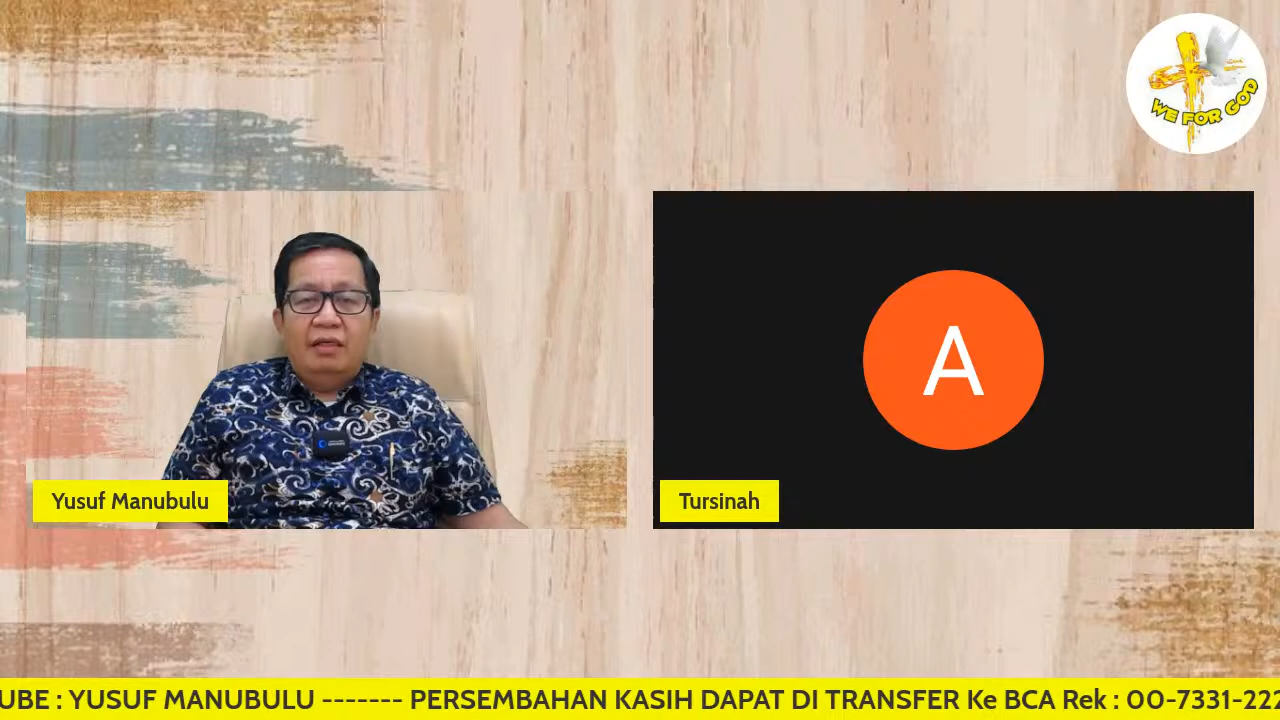 WE FOR GOD
A
Yusuf Manubulu
Tursinah
UBE : YUSUF MANUBULU ------- PERSEMBAHAN KASIH DAPAT DI TRANSFER Ke BCA Rek : 00-7331-222